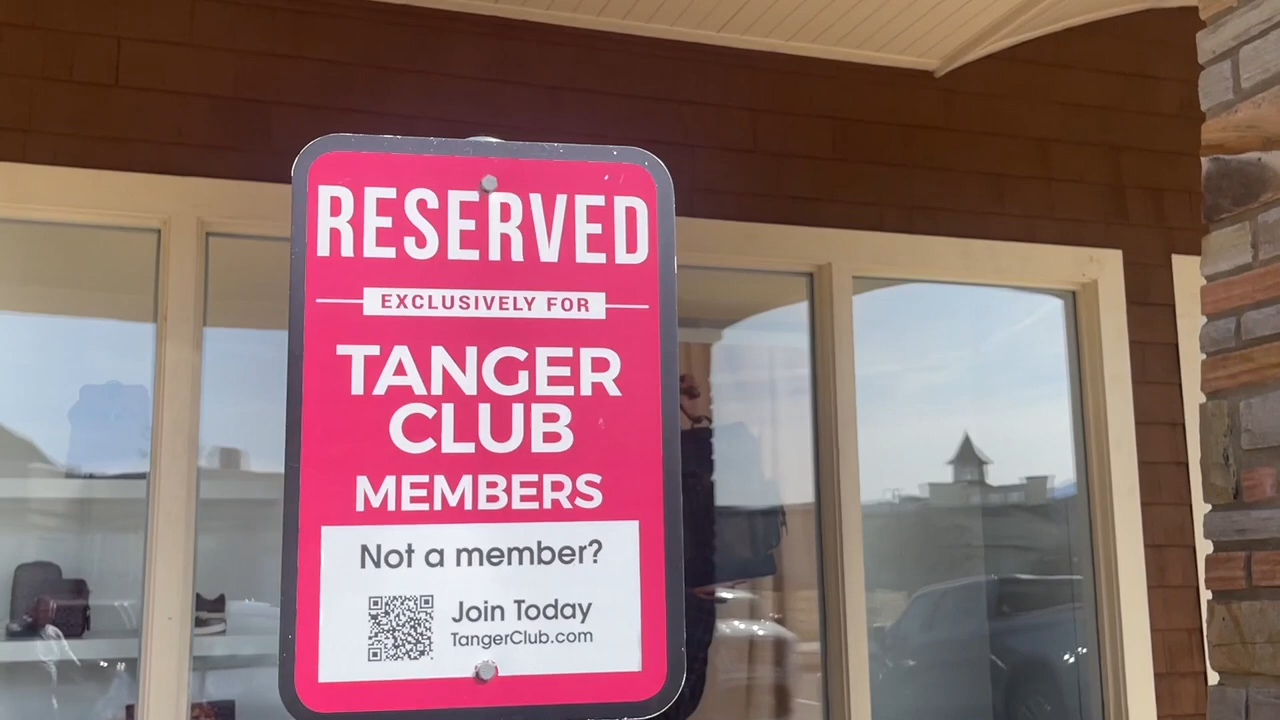 RESERVED
EXCLUSIVELY FOR
TANGER
CLUB
MEMBERS
Not a member?
Join Today
TangerClub.com